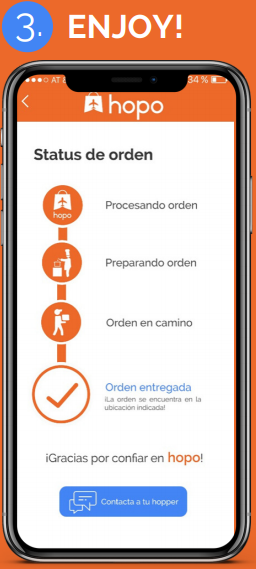 3. ENJOY!
AT
34%
hopo
Status de orden
hopo
Procesando orden
Preparando orden
Orden en camino
Orden entregada
¡La orden se encuentra en la
ubicación indicada!
¡Gracias por confiar en hopo!
Contacta a tu hopper